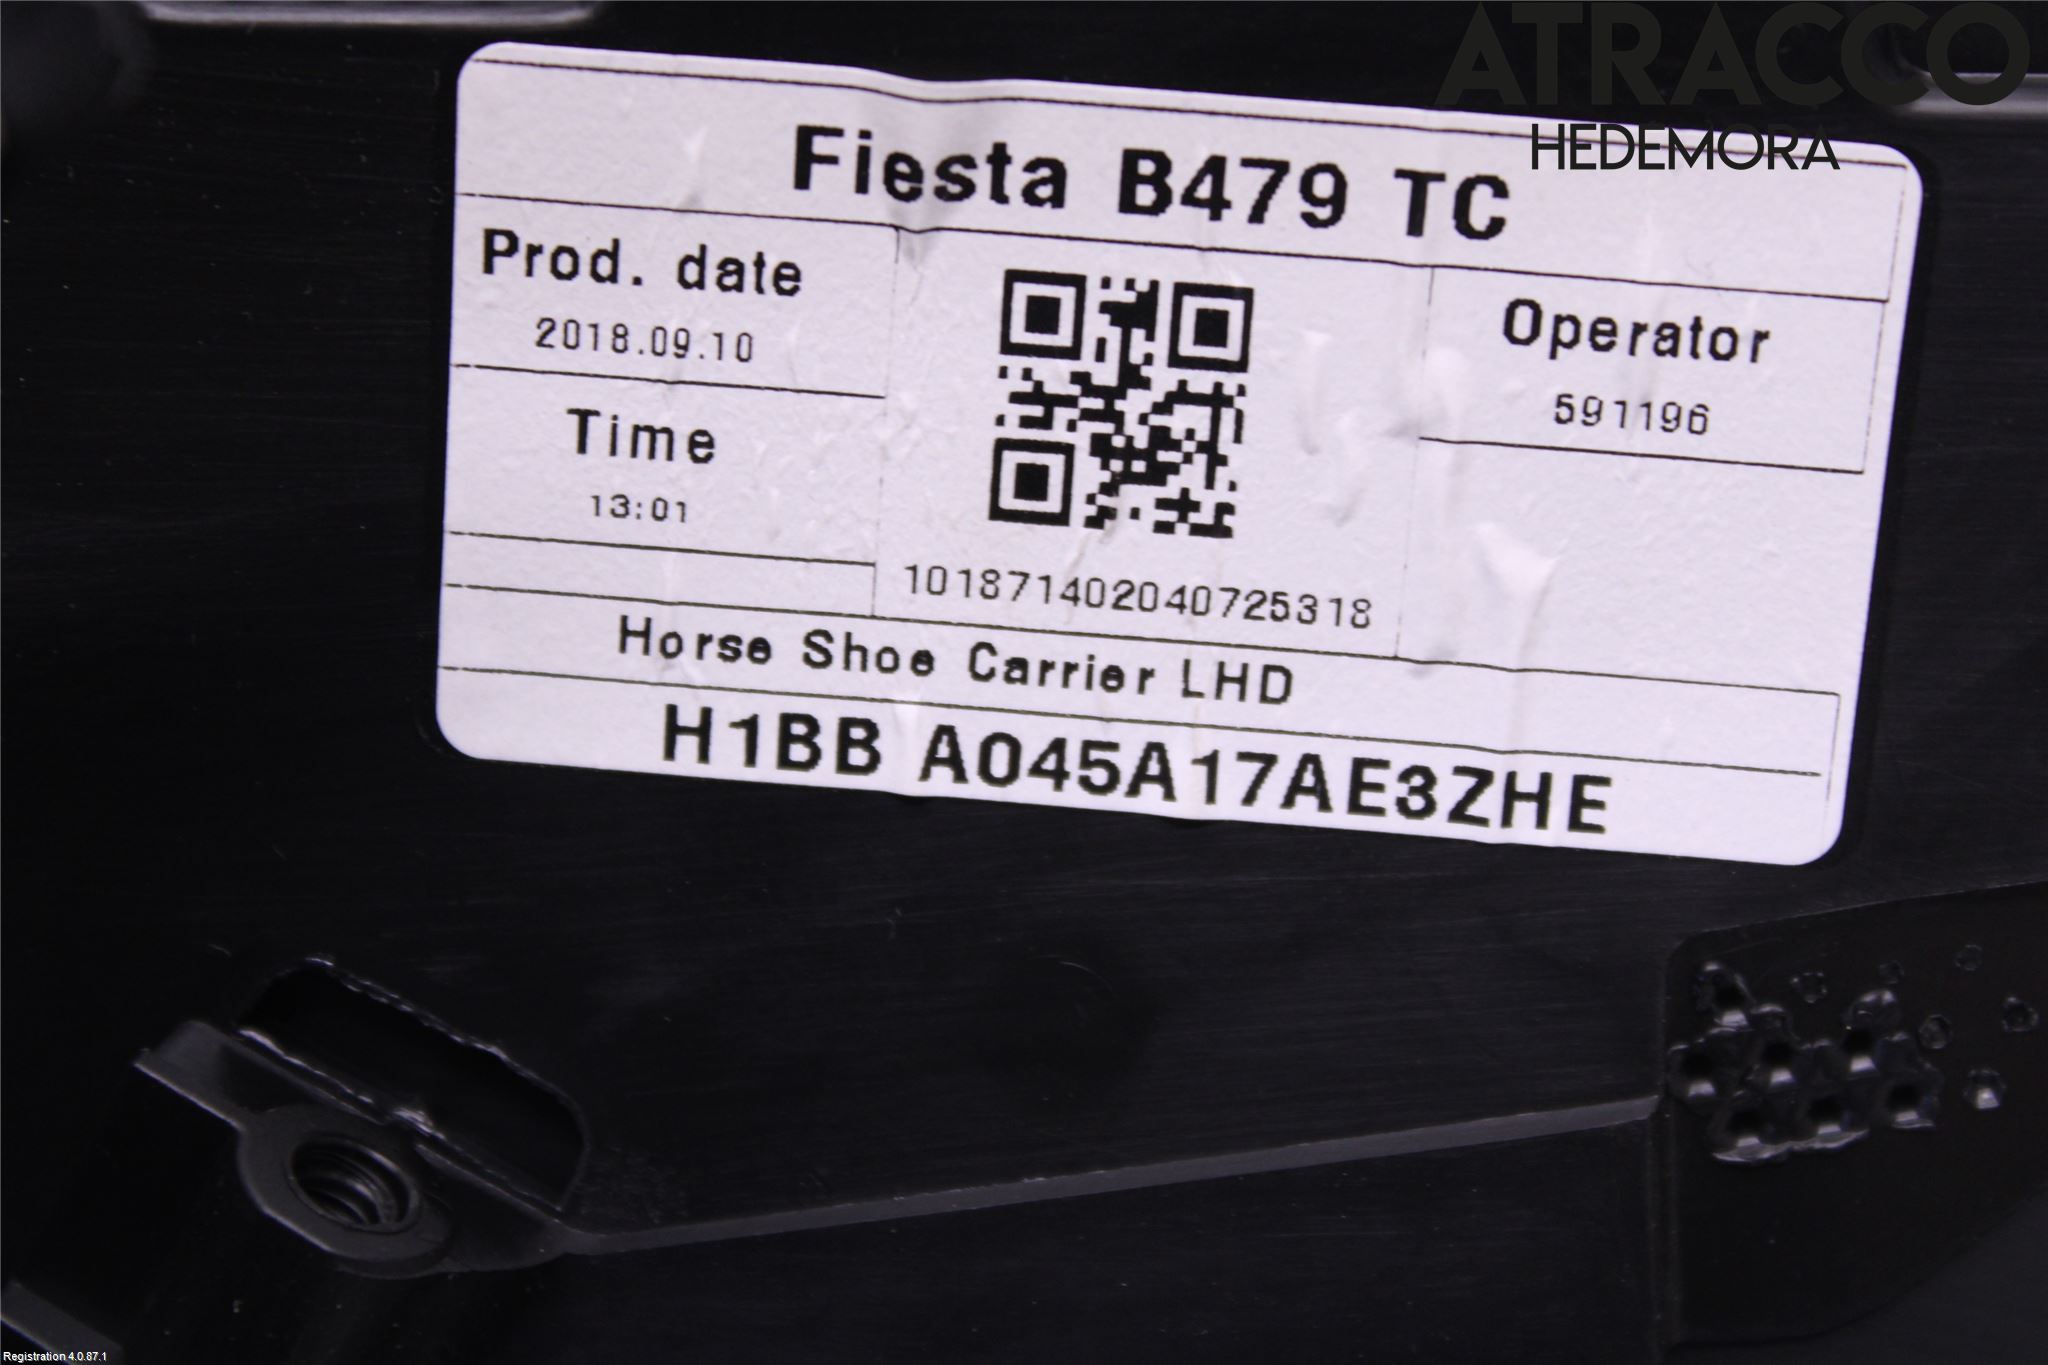 ATRACCO
HEDEMORA
Fiesta B479 TC
Prod. date
2018.09.10
Operator
591196
Time
13:01
101871402040725318
Horse Shoe Carrier LHD
H1BB A045A17AE3ZHE
Registration 4.0.87.1